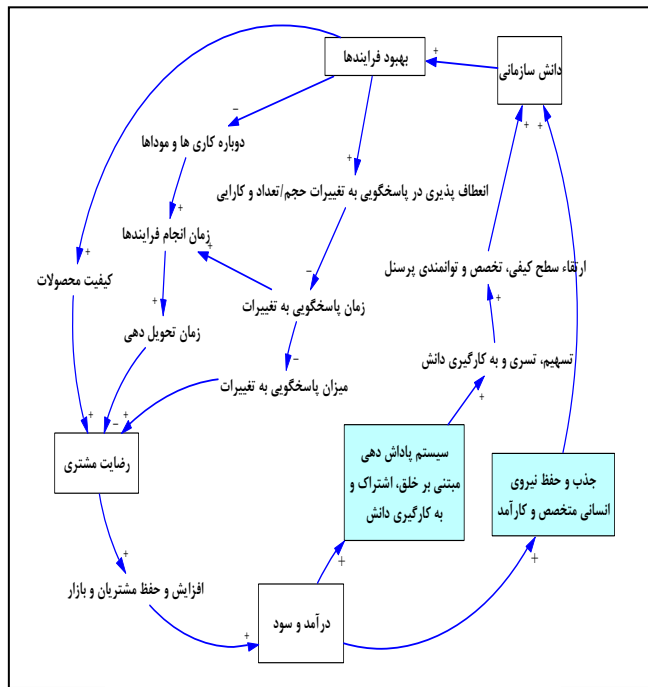 بهبود فرایندها
دانش سازمانی
+
-
+
+
+
+
دوباره کاری ها و موداها
انعطاف پذیری در پاسخگویی به تغییرات حجم/تعداد و کارایی
+
زمان انجام فرایندها
+
+
-
ارتقاء سطح کیفی، تخصص و توانمندی پرسنل
کیفیت محصولات
+
زمان پاسخگویی به تغییرات
+
زمان تحویل دهی
-
تسهیم، تسری و به کارگیری دانش
میزان پاسخگویی به تغییرات
+
+
-
+
رضایت مشتری
سیستم پاداش دهی
مبتنی بر خلق، اشتراک و
به کارگیری دانش
جذب و حفظ نیروی
انسانی متخصص و کارآمد
+
+
+
افزایش و حفظ مشتریان و بازار
درآمد و سود
+